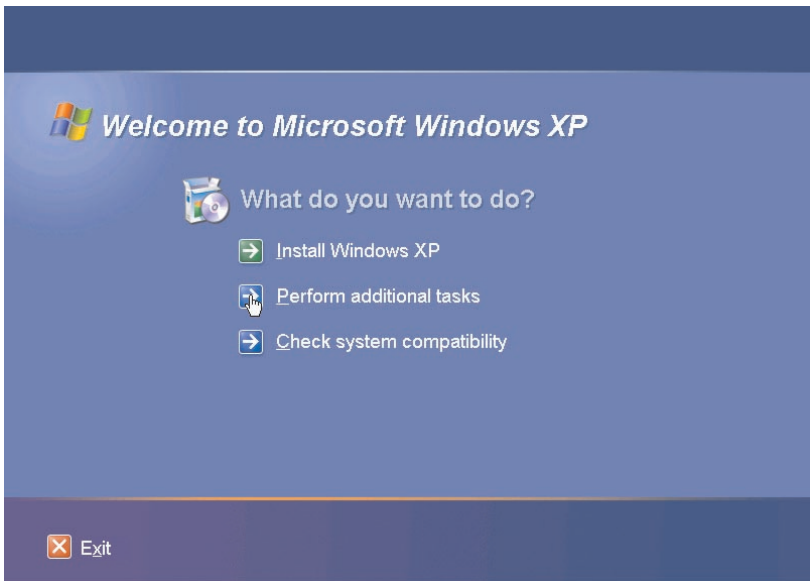 Welcome to Microsoft Windows XP
What do you want to do?
Install Windows XP
Perform additional tasks
Check system compatibility
Exit